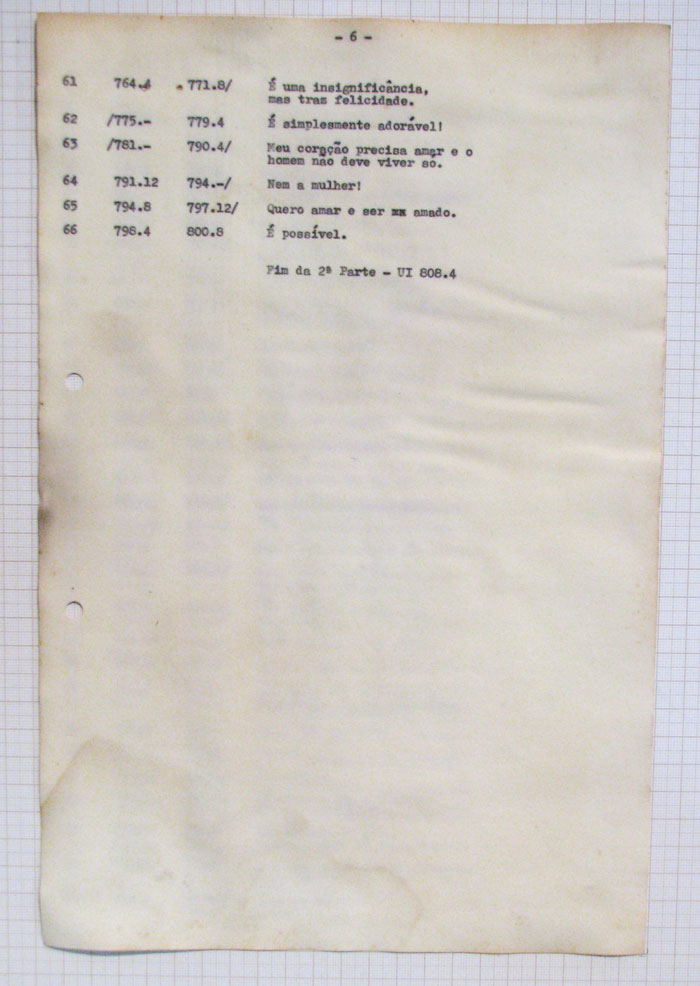 - 6 -
61 764.4 771.8/ É uma insignificância,
mas traz felicidade.
62 /775.- 779.4 É simplesmente adorável!
63 /781.- 790.4/ Meu coração precisa amar e o
homem não deve viver só.
64 791.12 794.-/ Nem a mulher!
65 794.8 797.12/ Quero amar e ser xx amado.
66 798.4 800.8 É possível.
Fim da 2ª Parte - UI 808.4